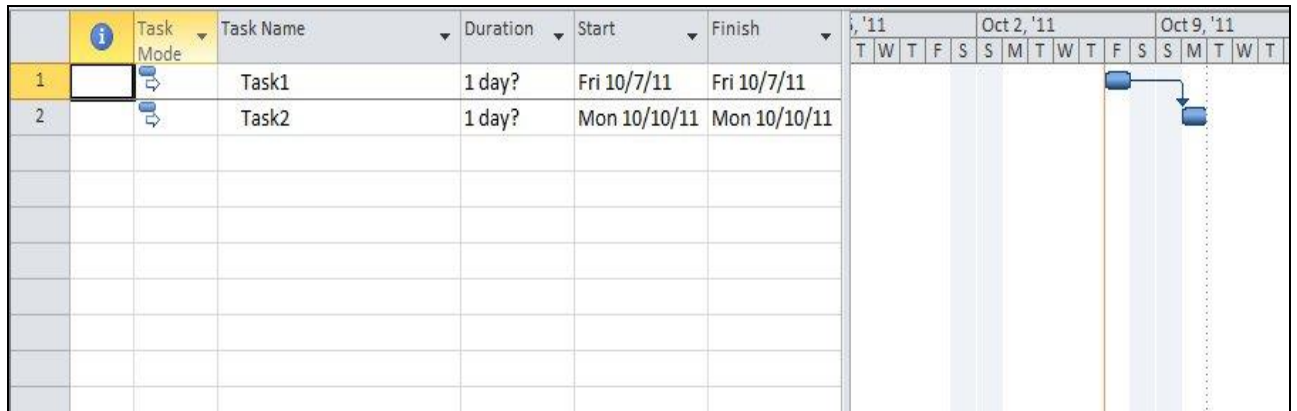 i Task Mode Task Name Duration Start Finish , '11 Oct 2, '11 Oct 9, '11
T W T F S S M T W T F S S M T W T
1 Task1 1 day? Fri 10/7/11 Fri 10/7/11
2 Task2 1 day? Mon 10/10/11 Mon 10/10/11